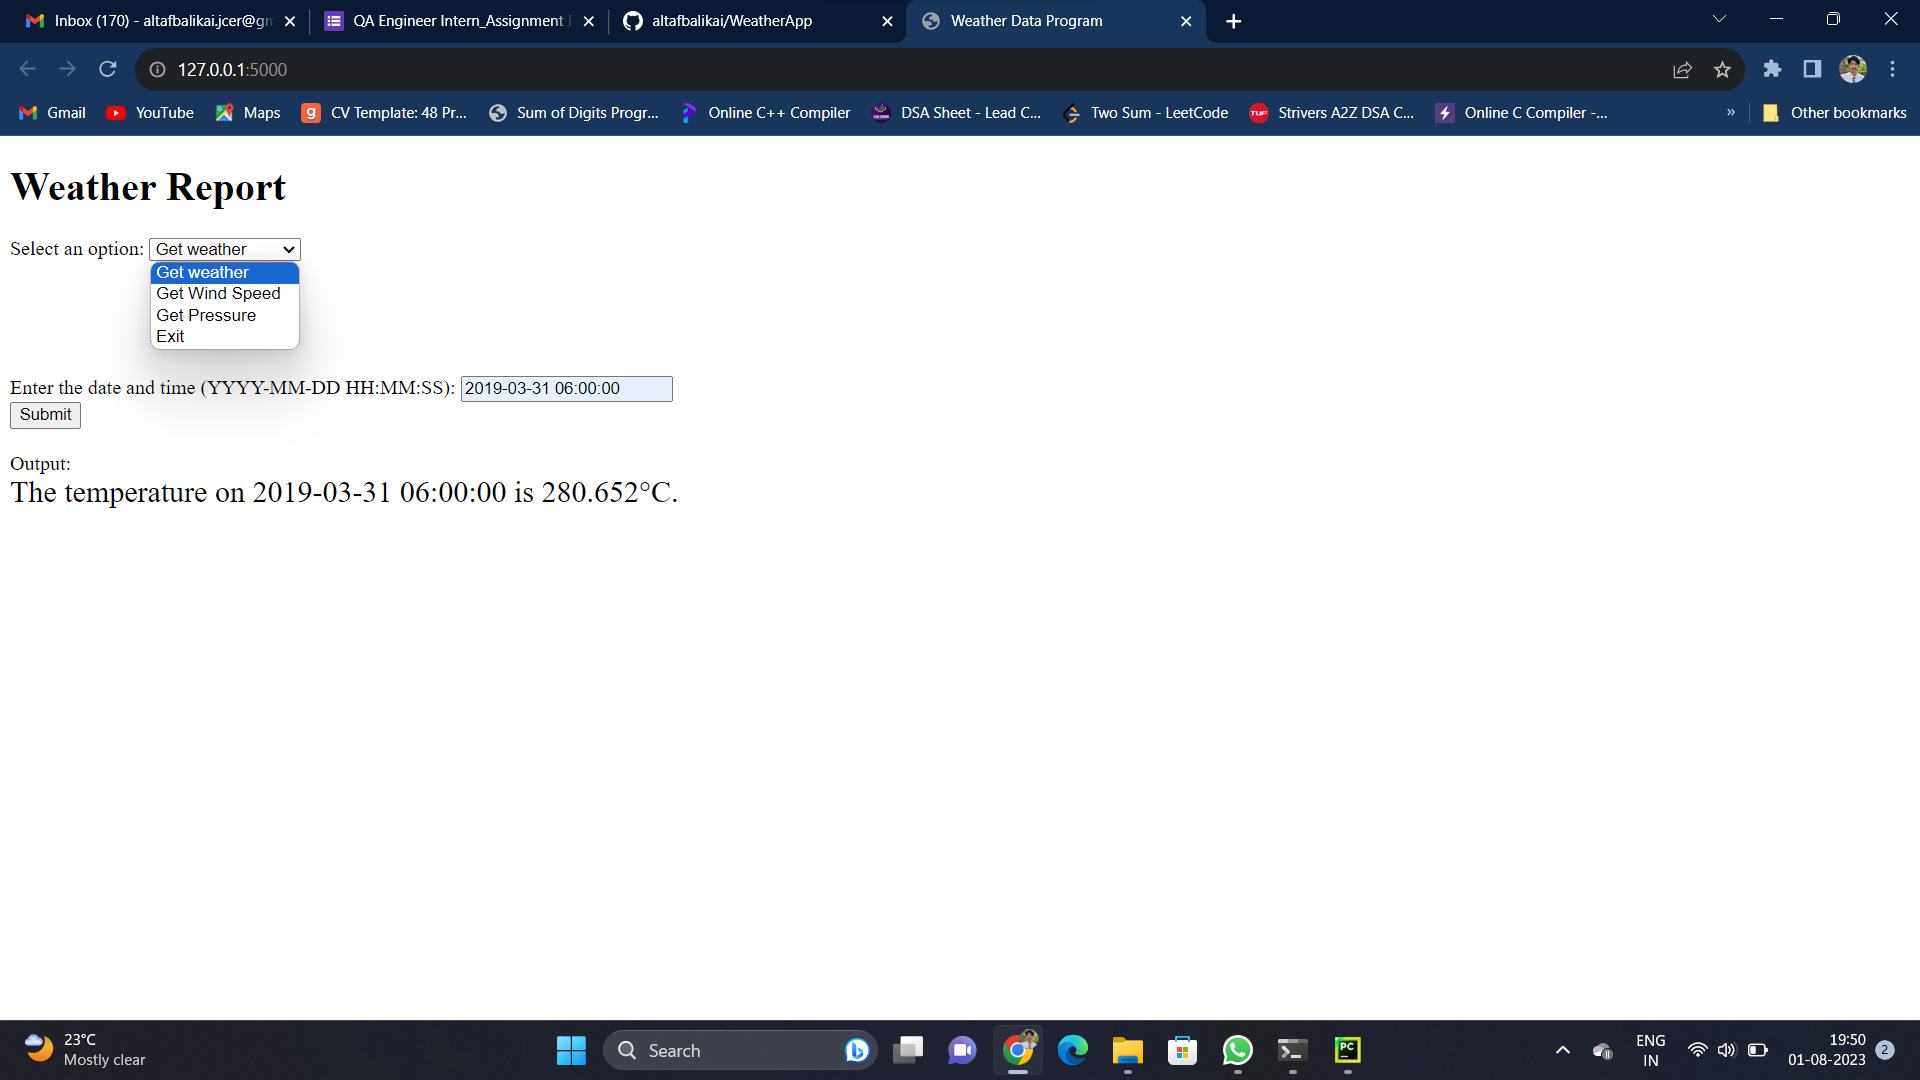 Inbox (170) - altafbalikai.jcer@gm
QA Engineer Intern_Assignment
altafbalikai/WeatherApp
Weather Data Program
127.0.0.1:5000
Gmail
YouTube
Maps
CV Template: 48 Pr...
Sum of Digits Progr...
Online C++ Compiler
DSA Sheet - Lead C...
Two Sum - LeetCode
TUF
Strivers A2Z DSA C...
Online C Compiler -...
»
Other bookmarks
Weather Report
Select an option: Get weather
Get weather
Get Wind Speed
Get Pressure
Exit
Enter the date and time (YYYY-MM-DD HH:MM:SS): 2019-03-31 06:00:00
Submit
Output:
The temperature on 2019-03-31 06:00:00 is 280.652°C.
23°C
Mostly clear
Search
PC
ENG
IN
19:50
01-08-2023
2